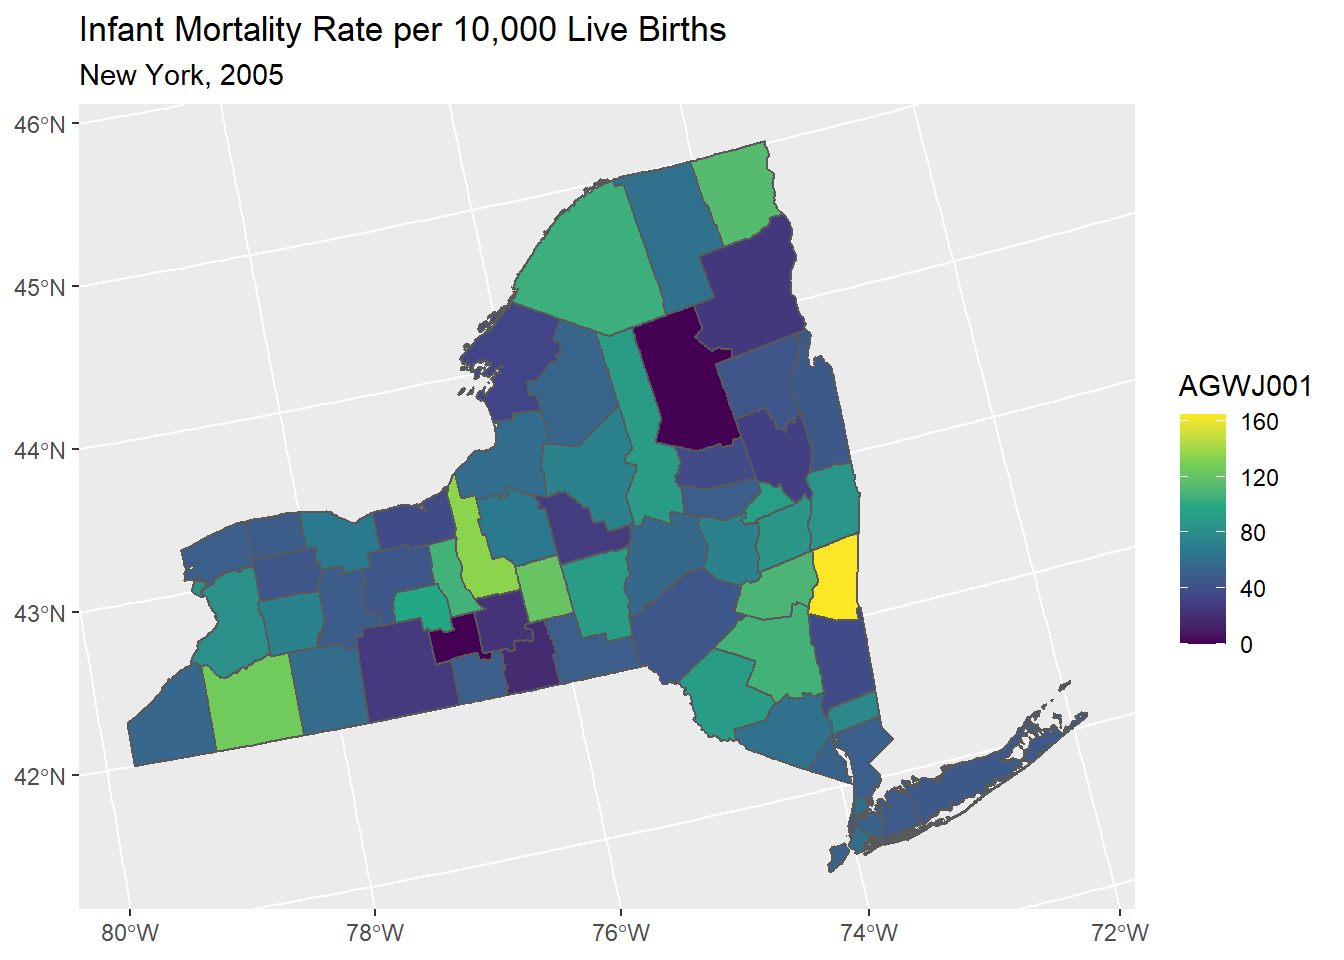 Infant Mortality Rate per 10,000 Live Births
New York, 2005
46°N
45°N
44°N
43°N
42°N
80°W
78°W
76°W
74°W
72°W
AGWJ001
160
120
80
40
0